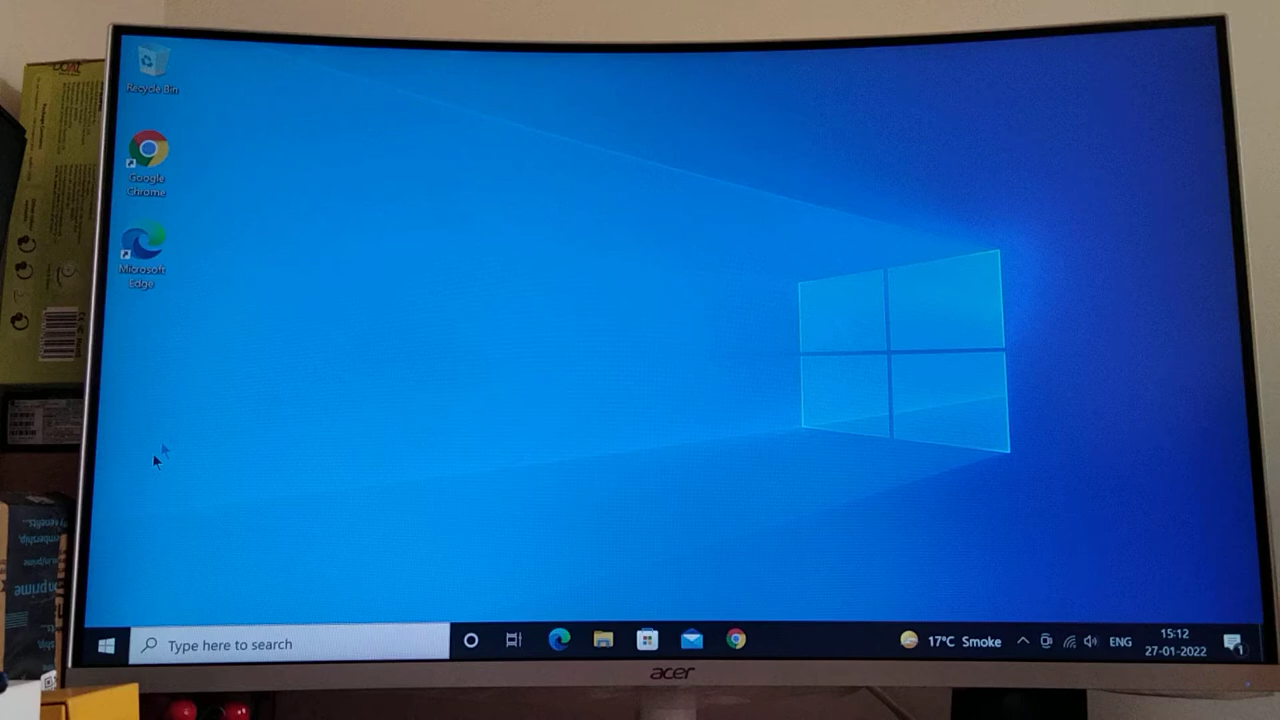 Recycle Bin
Google
Chrome
Microsoft
Edge
Type here to search
17°C Smoke
ENG
15:12
27-01-2022
1
acer
prime